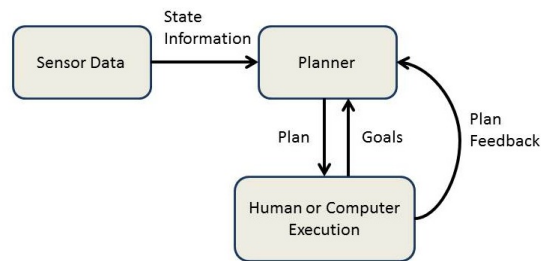 State
Information
Sensor Data
Planner
Plan
Goals
Plan
Feedback
Human or Computer
Execution